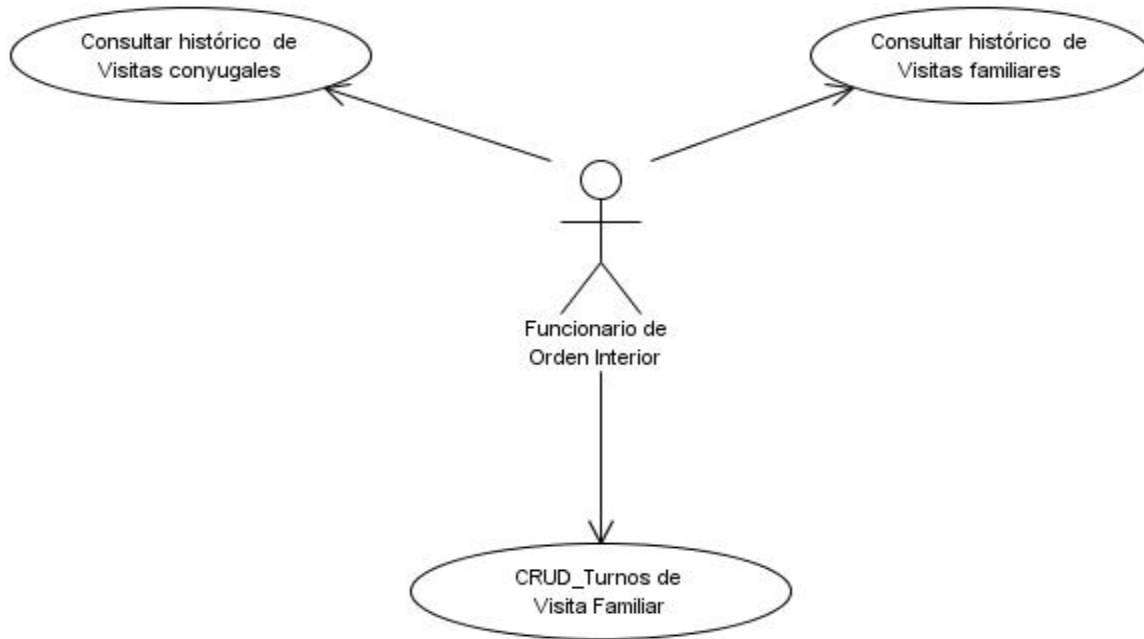 Consultar histórico de
Visitas conyugales
Consultar histórico de
Visitas familiares
Funcionario de
Orden Interior
CRUD_Turnos de
Visita Familiar